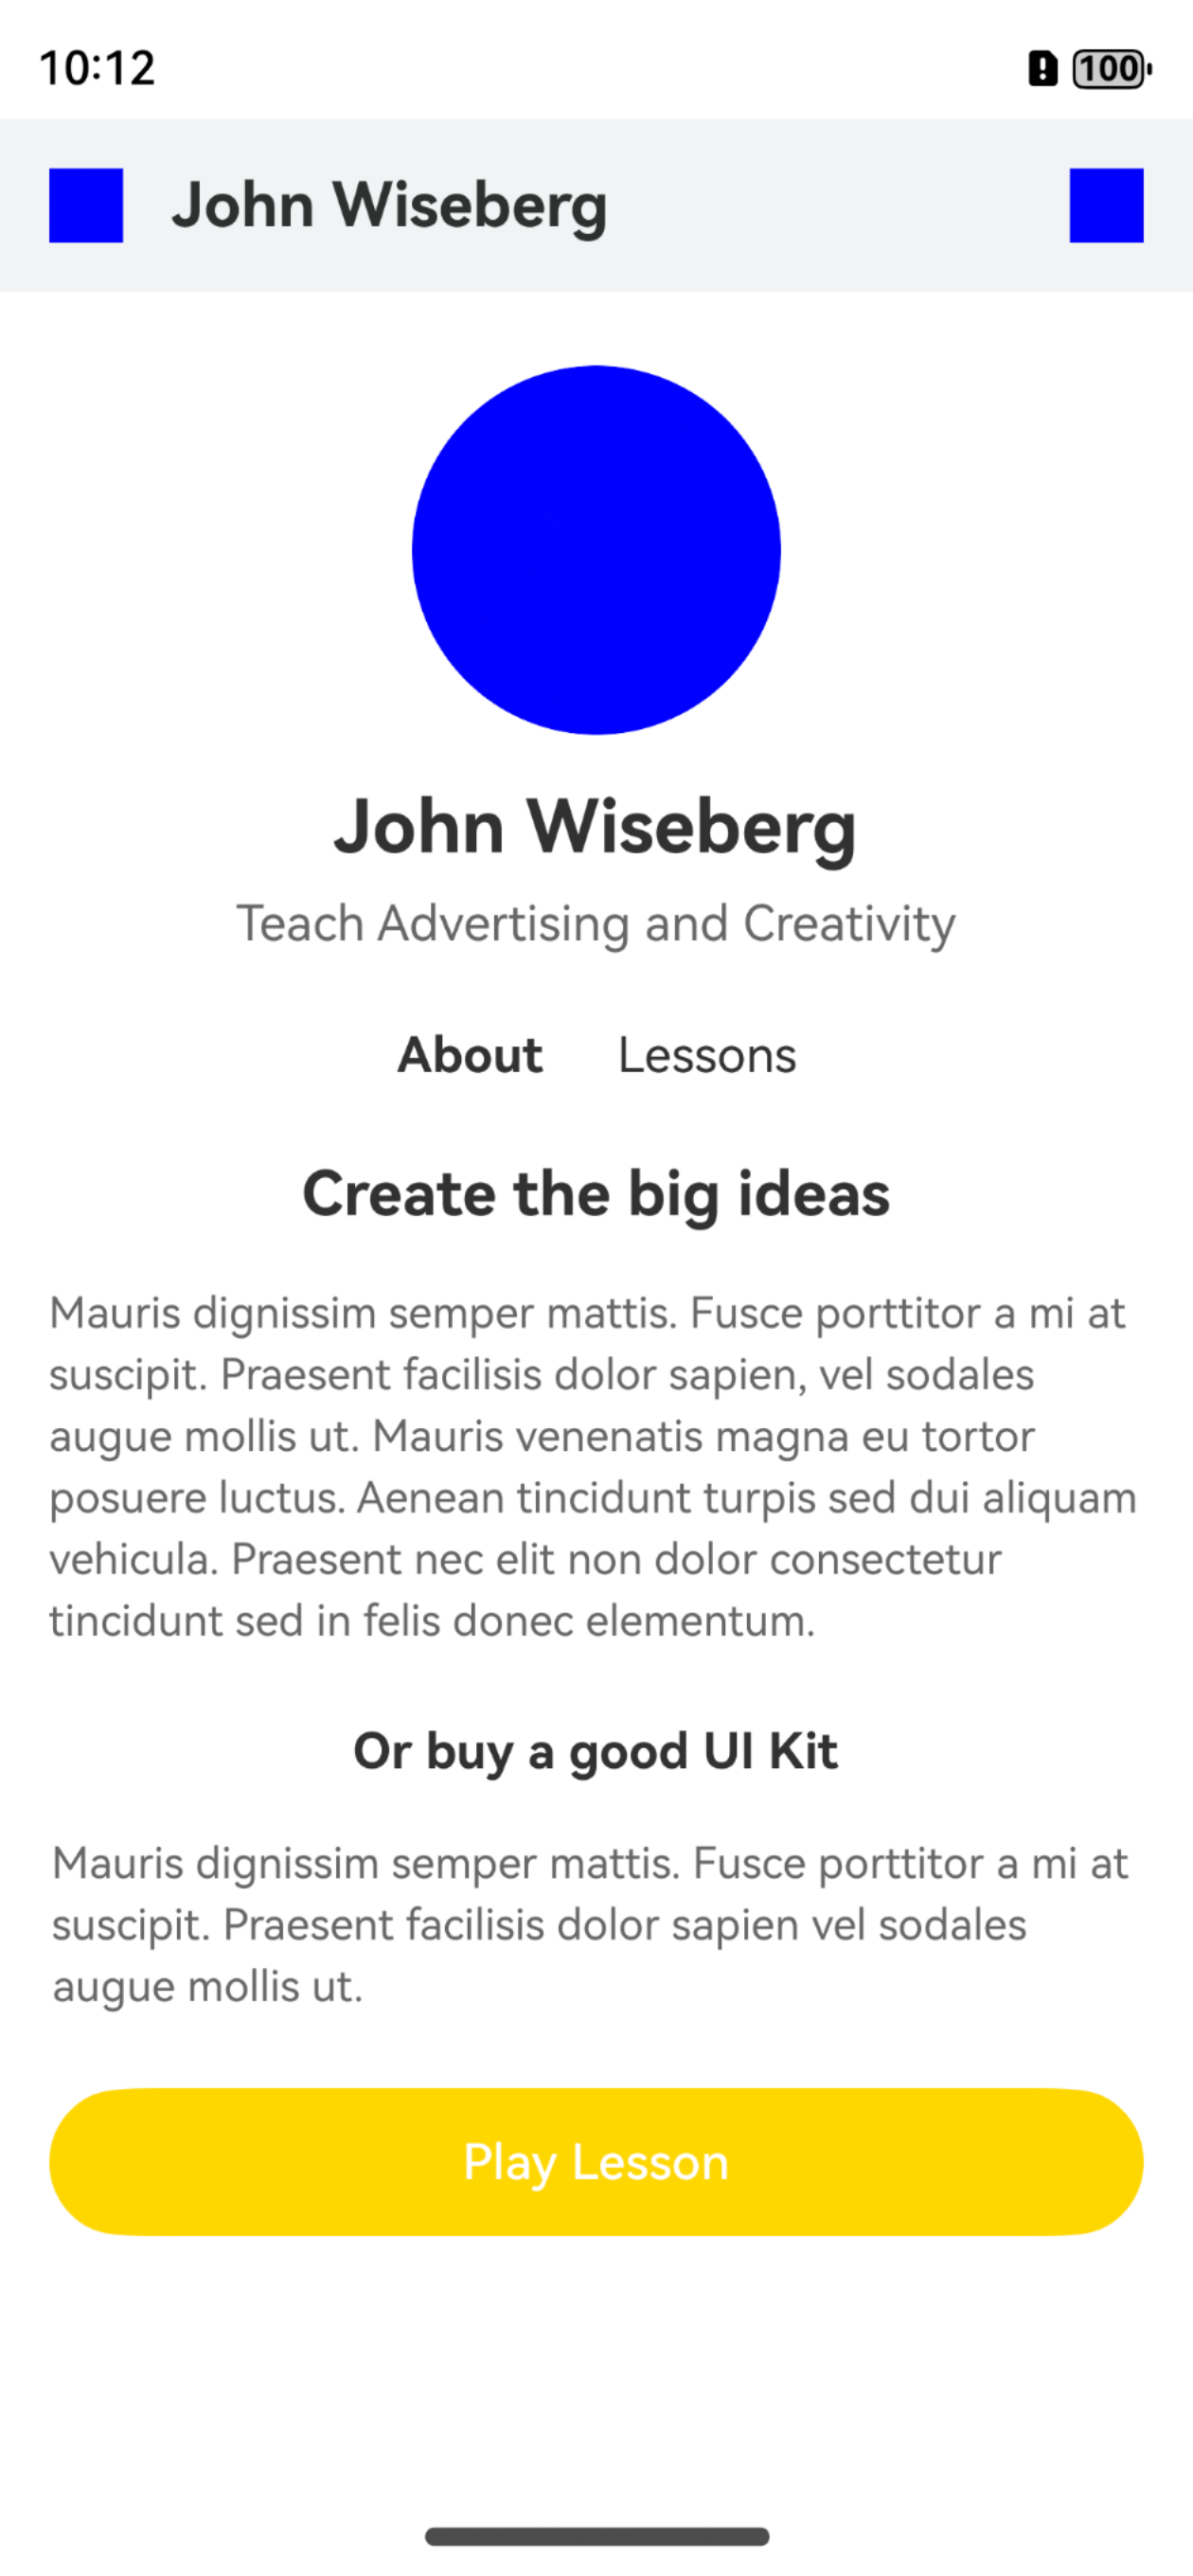 10:12
100
John Wiseberg
John Wiseberg
Teach Advertising and Creativity
About Lessons
Create the big ideas
Mauris dignissim semper mattis. Fusce porttitor a mi at
suscipit. Praesent facilisis dolor sapien, vel sodales
augue mollis ut. Mauris venenatis magna eu tortor
posuere luctus. Aenean tincidunt turpis sed dui aliquam
vehicula. Praesent nec elit non dolor consectetur
tincidunt sed in felis donec elementum.
Or buy a good UI Kit
Mauris dignissim semper mattis. Fusce porttitor a mi at
suscipit. Praesent facilisis dolor sapien vel sodales
augue mollis ut.
Play Lesson